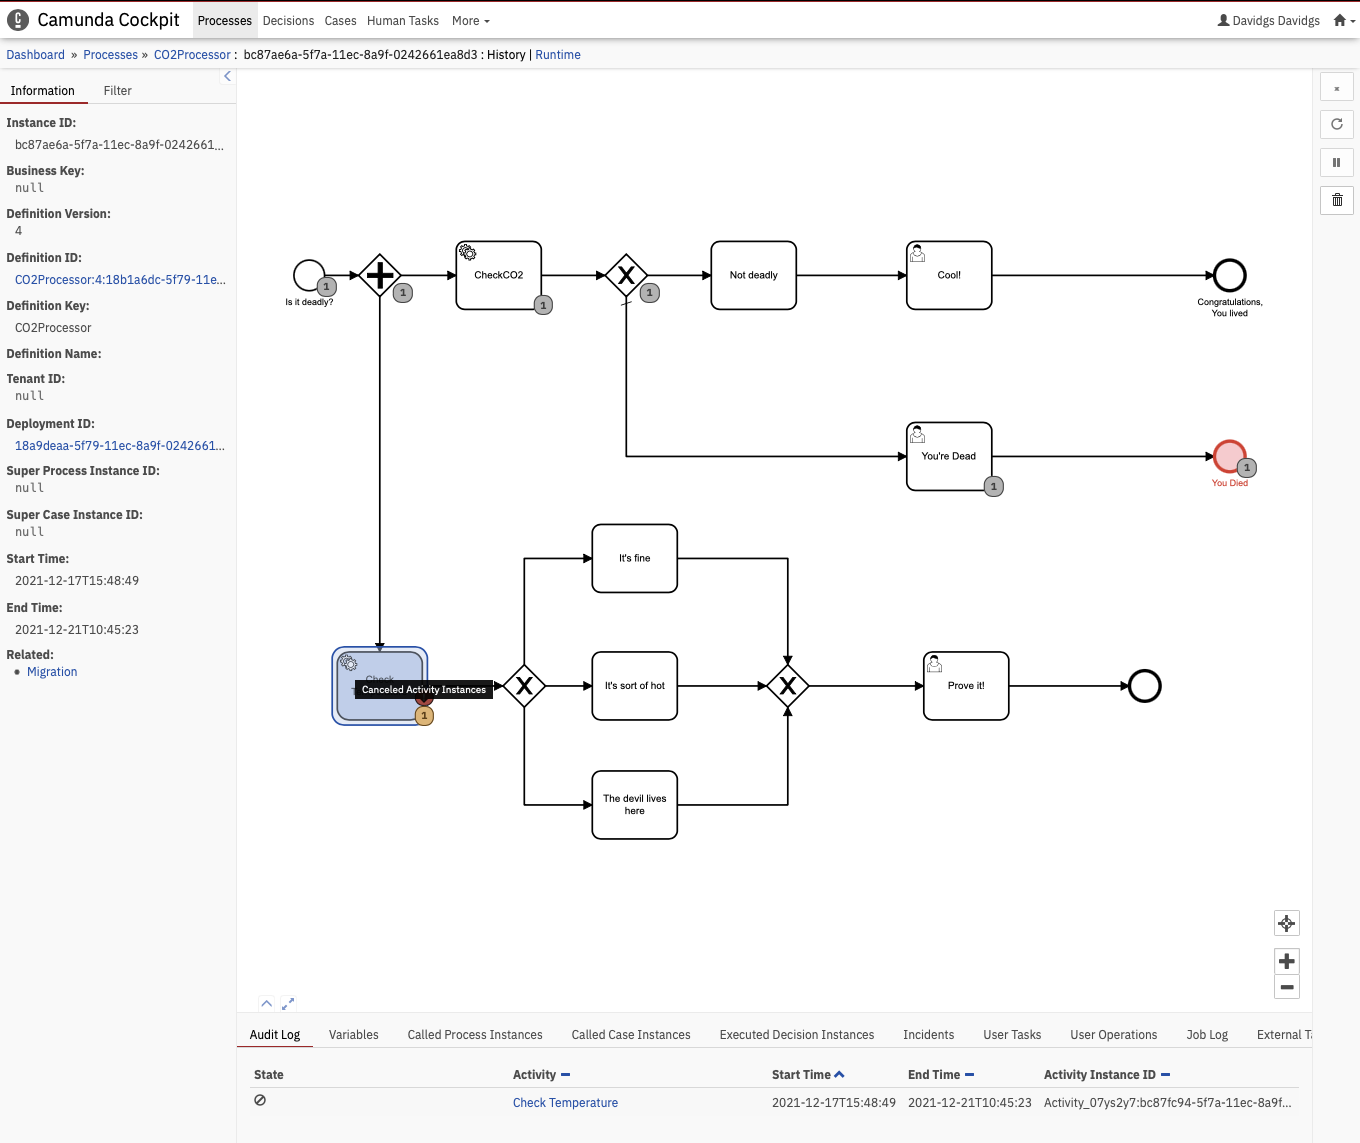 Camunda Cockpit Processes Decisions Cases Human Tasks More Davidgs Davidgs
Dashboard » Processes » CO2Processor : bc87ae6a-5f7a-11ec-8a9f-0242661ea8d3 : History | Runtime
Information Filter
Instance ID:
bc87ae6a-5f7a-11ec-8a9f-0242661...
Business Key:
null
Definition Version:
4
Definition ID:
CO2Processor:4:18b1a6dc-5f79-11e...
Definition Key:
CO2Processor
Definition Name:
Tenant ID:
null
Deployment ID:
18a9deaa-5f79-11ec-8a9f-0242661...
Super Process Instance ID:
null
Super Case Instance ID:
null
Start Time:
2021-12-17T15:48:49
End Time:
2021-12-21T10:45:23
Related:
Migration
Is it deadly?
1
1
CheckCO2
1
X
1
Not deadly
Cool!
Congratulations,
You lived
You're Dead
1
1
You Died
Check
Canceled Activity Instances
1
X
It's fine
It's sort of hot
The devil lives
here
X
Prove it!
Audit Log Variables Called Process Instances Called Case Instances Executed Decision Instances Incidents User Tasks User Operations Job Log External T
State Activity Start Time End Time Activity Instance ID
Check Temperature 2021-12-17T15:48:49 2021-12-21T10:45:23 Activity_07ys2y7:bc87fc94-5f7a-11ec-8a9f...